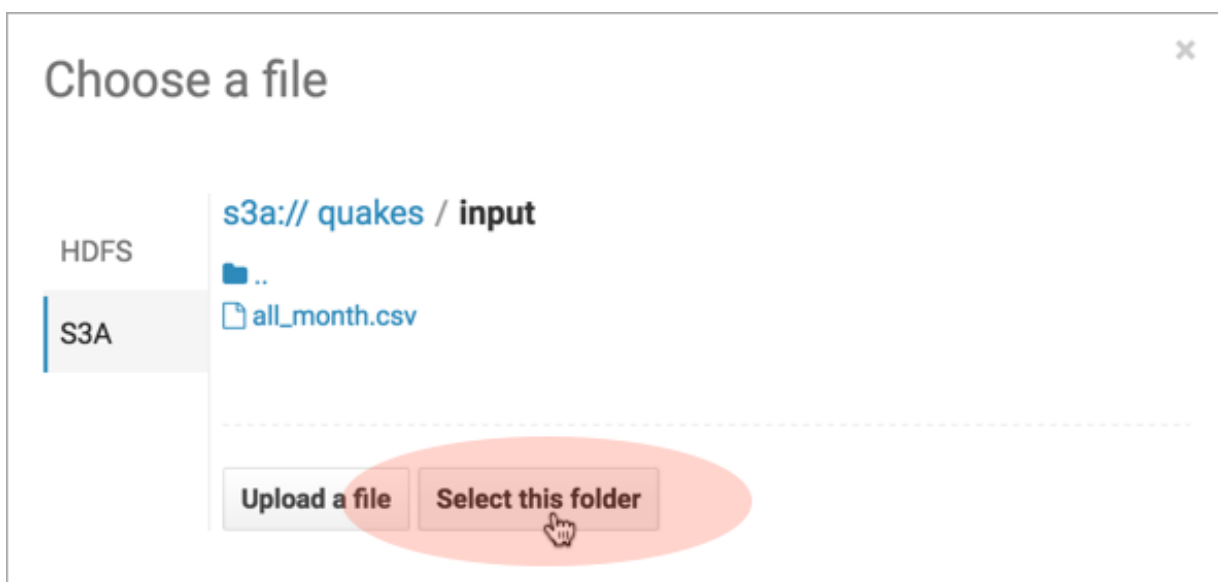 Choose a file
×
s3a:// quakes / input
HDFS
..
all_month.csv
S3A
Upload a file
Select this folder